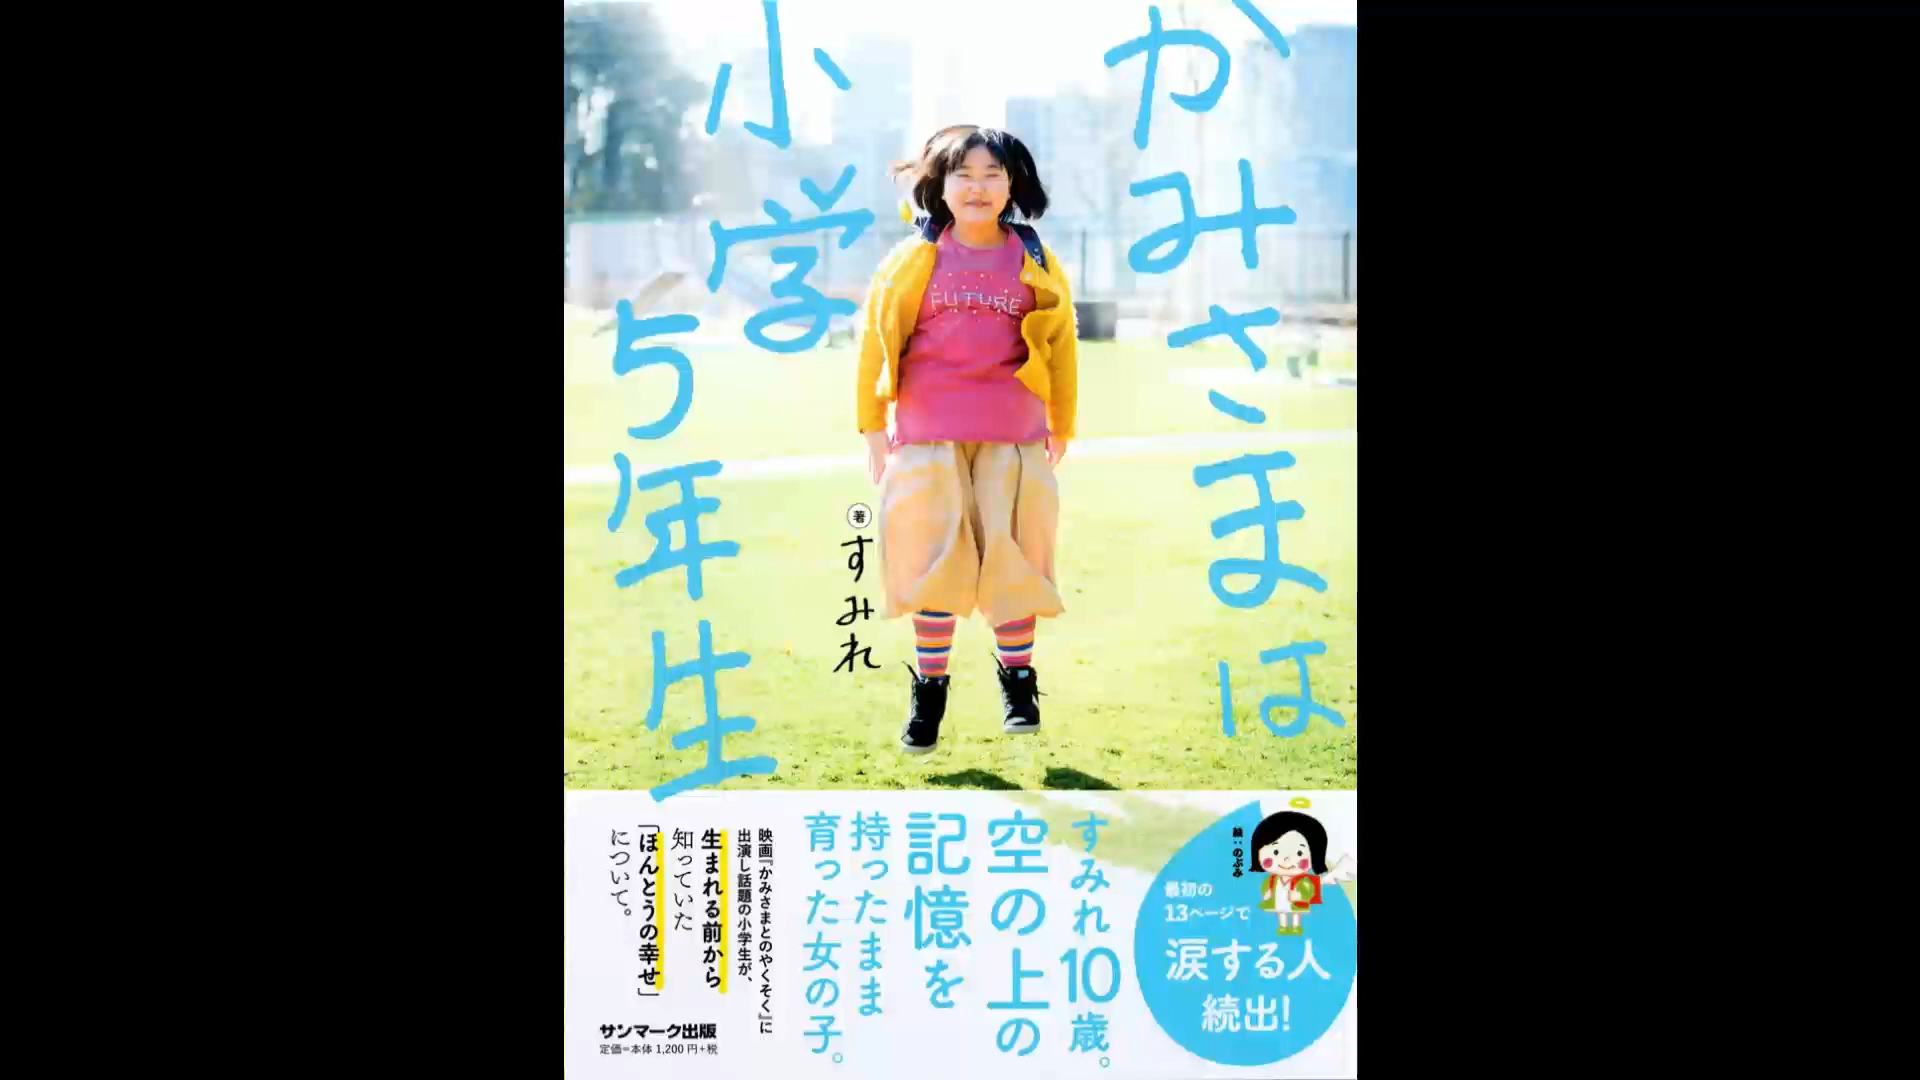 かみさまは
小学
5年生
FUTURE
著
すみれ
絵:のぶみ
最初の
13ページで
涙する人
続出!
すみれ10歳。
空の上の
記憶を
持ったまま
育った女の子。
映画『かみさまとのやくそく』に
出演し話題の小学生が、
生まれる前から
知っていた
「ほんとうの幸せ」
について。
サンマーク出版
定価=本体 1,200 円+税